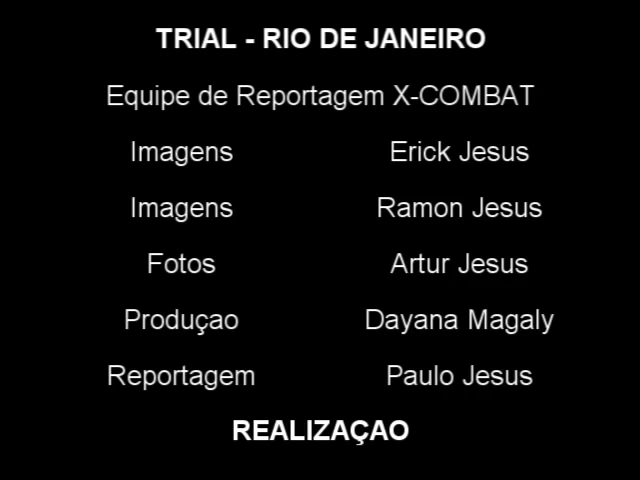 TRIAL - RIO DE JANEIRO
Equipe de Reportagem X-COMBAT
Imagens Erick Jesus
Imagens Ramon Jesus
Fotos Artur Jesus
Produçao Dayana Magaly
Reportagem Paulo Jesus
REALIZAÇAO